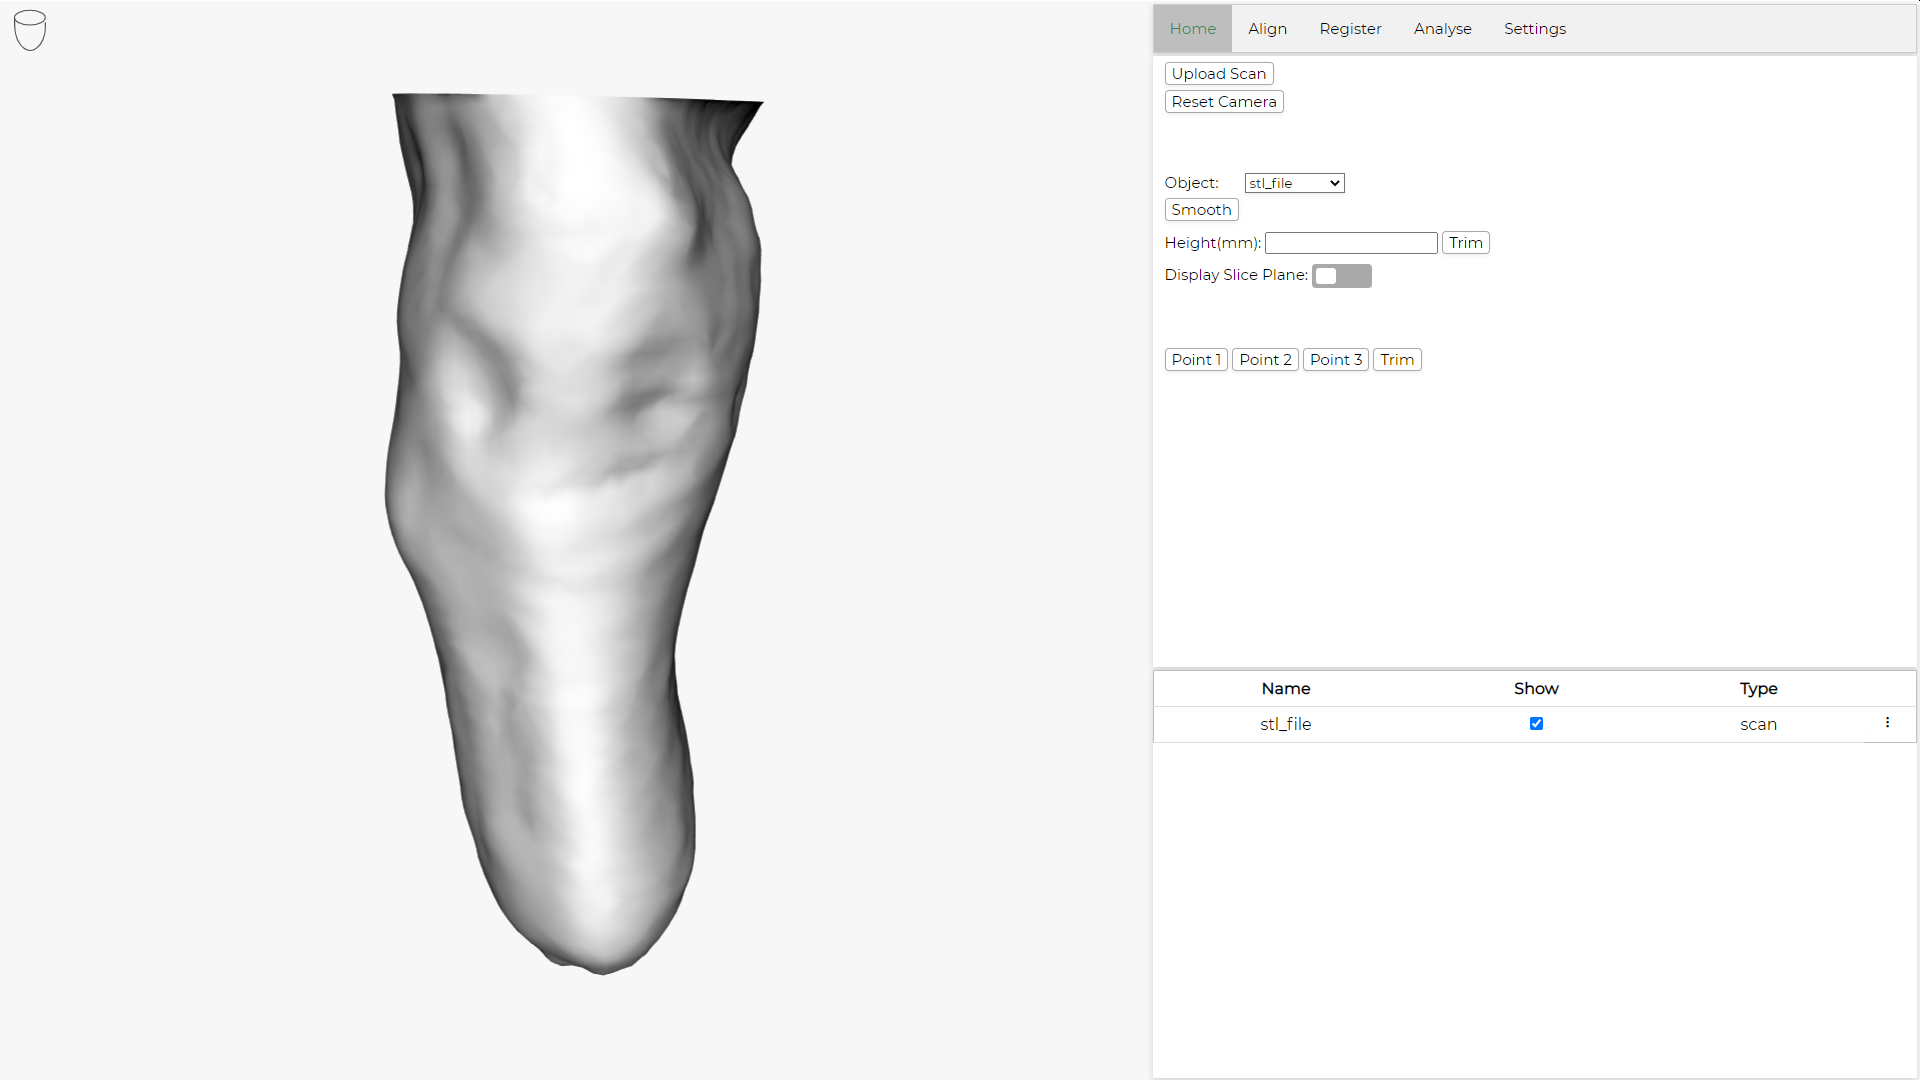 Home Align Register Analyse Settings
Upload Scan
Reset Camera
Object: stl_file
Smooth
Height(mm): Trim
Display Slice Plane:
Point 1 Point 2 Point 3 Trim
Name Show Type
stl_file scan